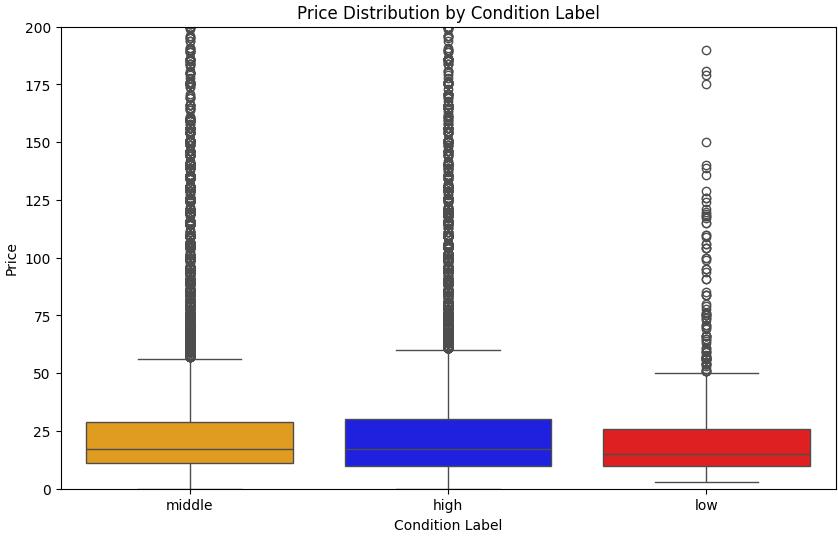 Price Distribution by Condition Label
200
175
150
125
100
75
50
25
0
Price
middle high low
Condition Label